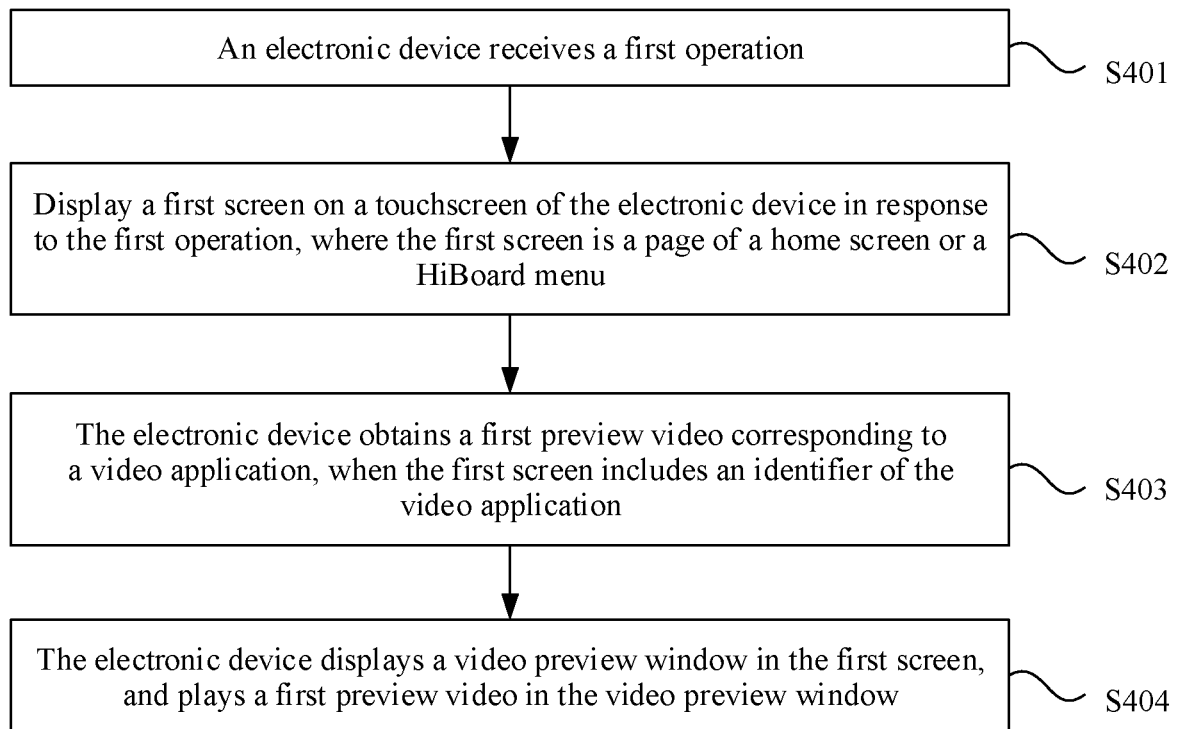 An electronic device receives a first operation
S401
Display a first screen on a touchscreen of the electronic device in response
to the first operation, where the first screen is a page of a home screen or a
HiBoard menu
S402
The electronic device obtains a first preview video corresponding to
a video application, when the first screen includes an identifier of the
video application
S403
The electronic device displays a video preview window in the first screen,
and plays a first preview video in the video preview window
S404